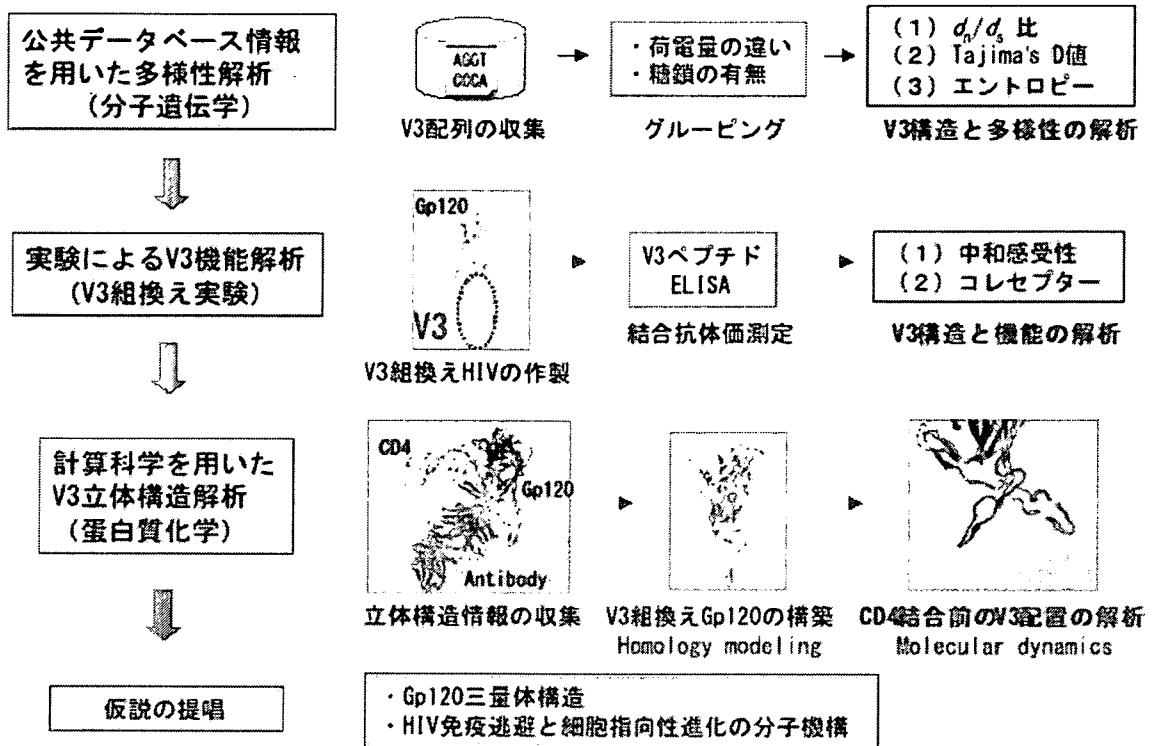 公共データベース情報
を用いた多様性解析
(分子遺伝学)
AGGT
CCCA
V3配列の収集
・荷電量の違い
・糖鎖の有無
グルーピング
(1) dn/ds 比
(2) Tajima's D値
(3) エントロピー
V3構造と多様性の解析
実験によるV3機能解析
(V3組換え実験)
Gp120
V3
V3組換えHIVの作製
V3ペプチド
ELISA
結合抗体価測定
(1) 中和感受性
(2) コレセプター
V3構造と機能の解析
計算科学を用いた
V3立体構造解析
(蛋白質化学)
CD4
Gp120
Antibody
立体構造情報の収集
V3組換えGp120の構築
Homology modeling
CD4結合前のV3配置の解析
Molecular dynamics
仮説の提唱
・Gp120三量体構造
・HIV免疫逃避と細胞指向性進化の分子機構